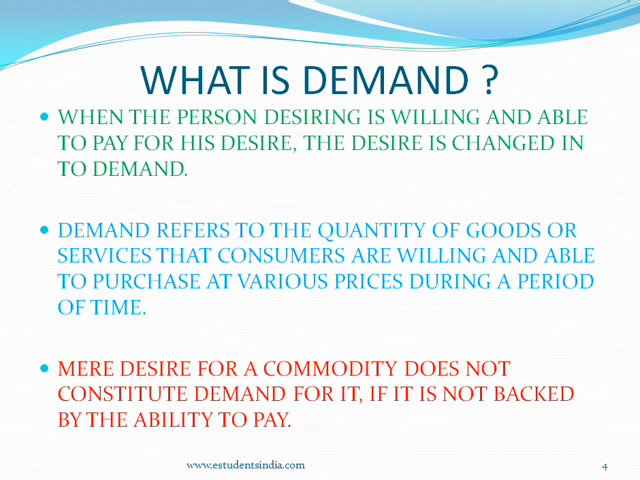 WHAT IS DEMAND ?
• WHEN THE PERSON DESIRING IS WILLING AND ABLE
TO PAY FOR HIS DESIRE, THE DESIRE IS CHANGED IN
TO DEMAND.
• DEMAND REFERS TO THE QUANTITY OF GOODS OR
SERVICES THAT CONSUMERS ARE WILLING AND ABLE
TO PURCHASE AT VARIOUS PRICES DURING A PERIOD
OF TIME.
• MERE DESIRE FOR A COMMODITY DOES NOT
CONSTITUTE DEMAND FOR IT, IF IT IS NOT BACKED
BY THE ABILITY TO PAY.
www.estudentsindia.com 4